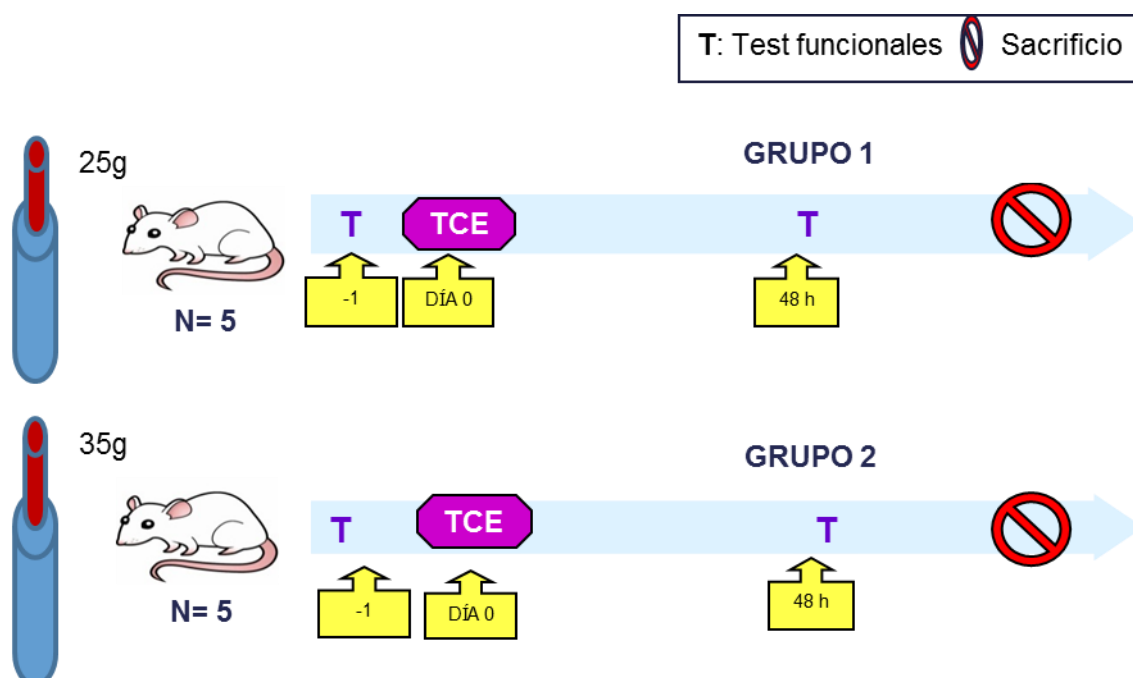 T: Test funcionales Sacrificio
25g
GRUPO 1
T TCE T
-1 DÍA 0 48 h
N= 5
35g
GRUPO 2
T TCE T
-1 DÍA 0 48 h
N= 5